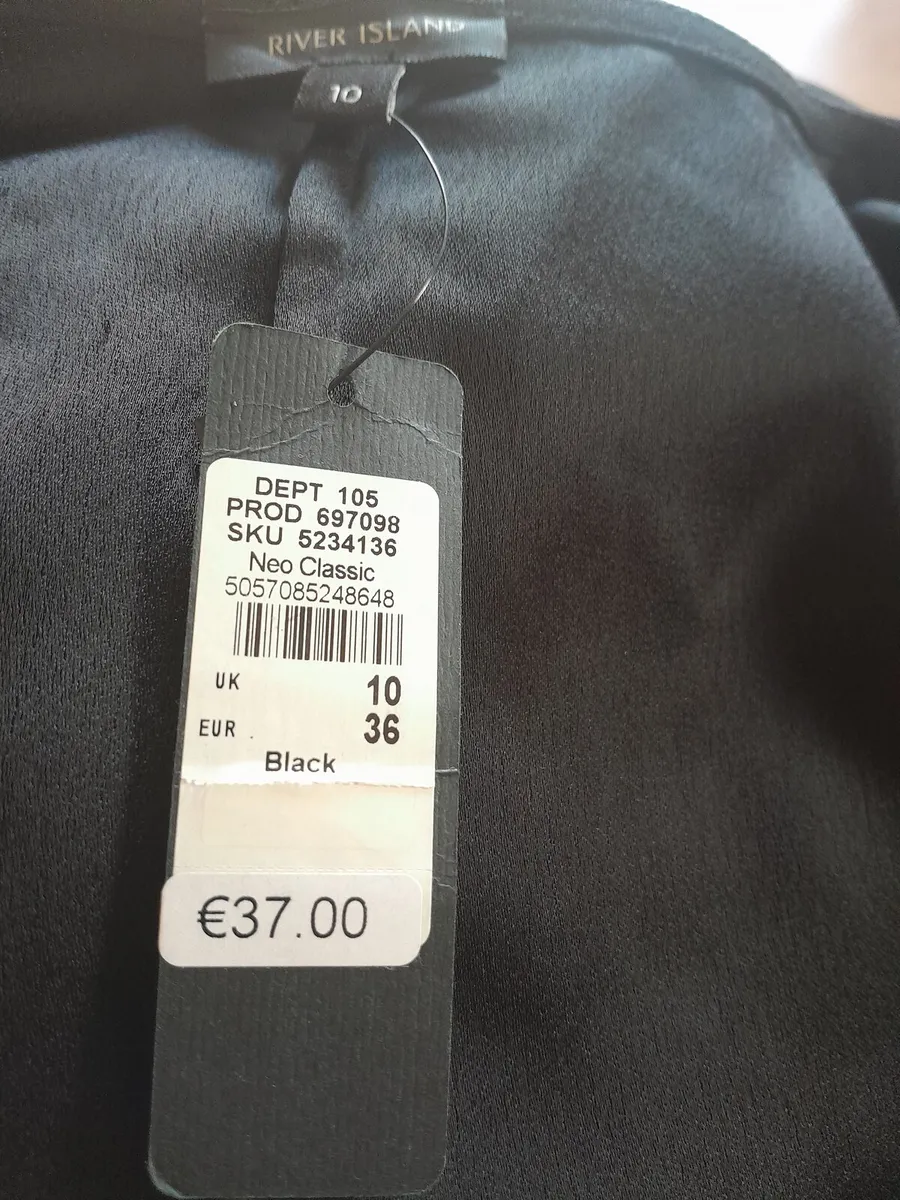 RIVER ISLAND
10
DEPT 105
PROD 697098
SKU 5234136
Neo Classic
5057085248648
UK 10
EUR 36
Black
€37.00